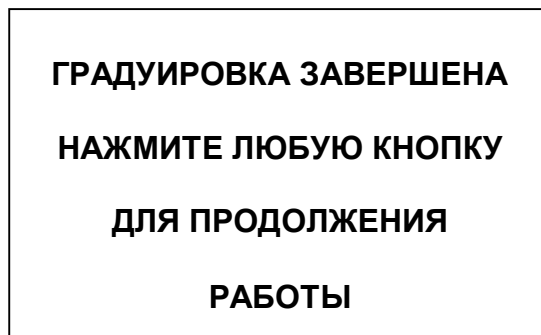 ГРАДУИРОВКА ЗАВЕРШЕНА
НАЖМИТЕ ЛЮБУЮ КНОПКУ
ДЛЯ ПРОДОЛЖЕНИЯ
РАБОТЫ